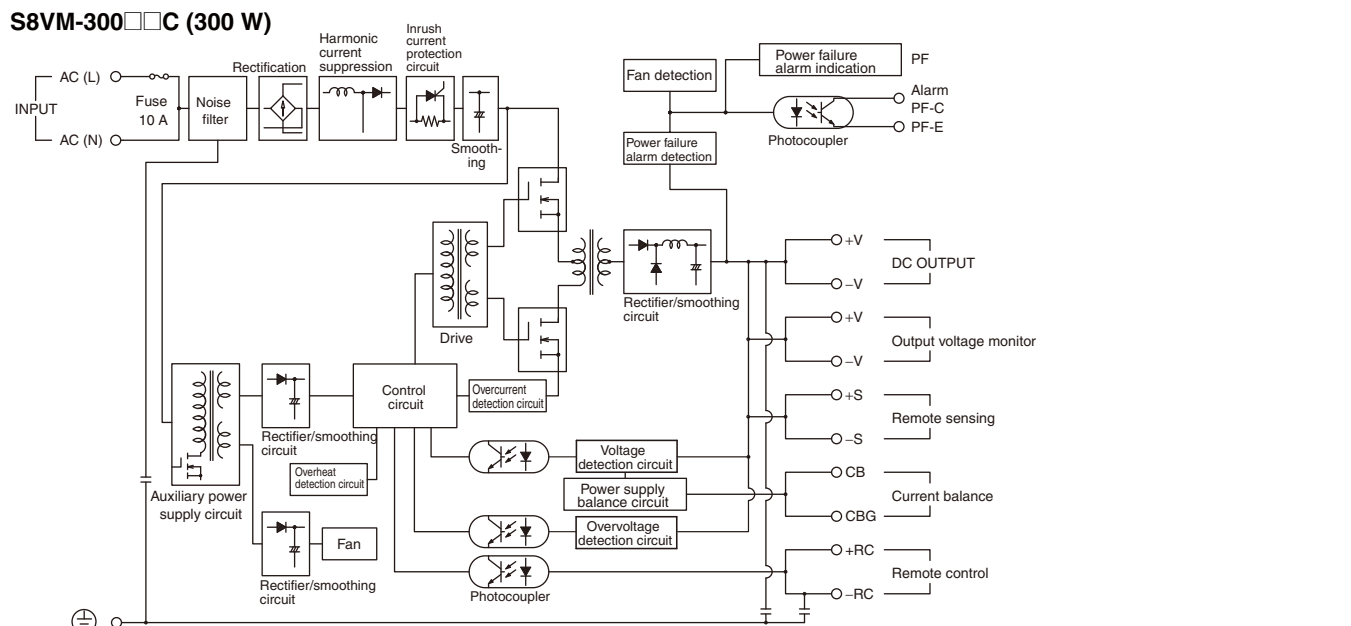 S8VM-300□□C (300 W)
INPUT
AC (L)
AC (N)
Fuse
10 A
Noise
filter
Rectification
Harmonic
current
suppression
Inrush
current
protection
circuit
Smooth-
ing
Fan detection
Power failure
alarm indication
PF
Power failure
alarm detection
Photocoupler
Alarm
PF-C
PF-E
Drive
Rectifier/smoothing
circuit
+V
−V
DC OUTPUT
+V
−V
Output voltage monitor
+S
−S
Remote sensing
CB
CBG
Current balance
+RC
−RC
Remote control
Control
circuit
Overcurrent
detection circuit
Rectifier/smoothing
circuit
Overheat
detection circuit
Auxiliary power
supply circuit
Voltage
detection circuit
Power supply
balance circuit
Overvoltage
detection circuit
Fan
Rectifier/smoothing
circuit
Photocoupler